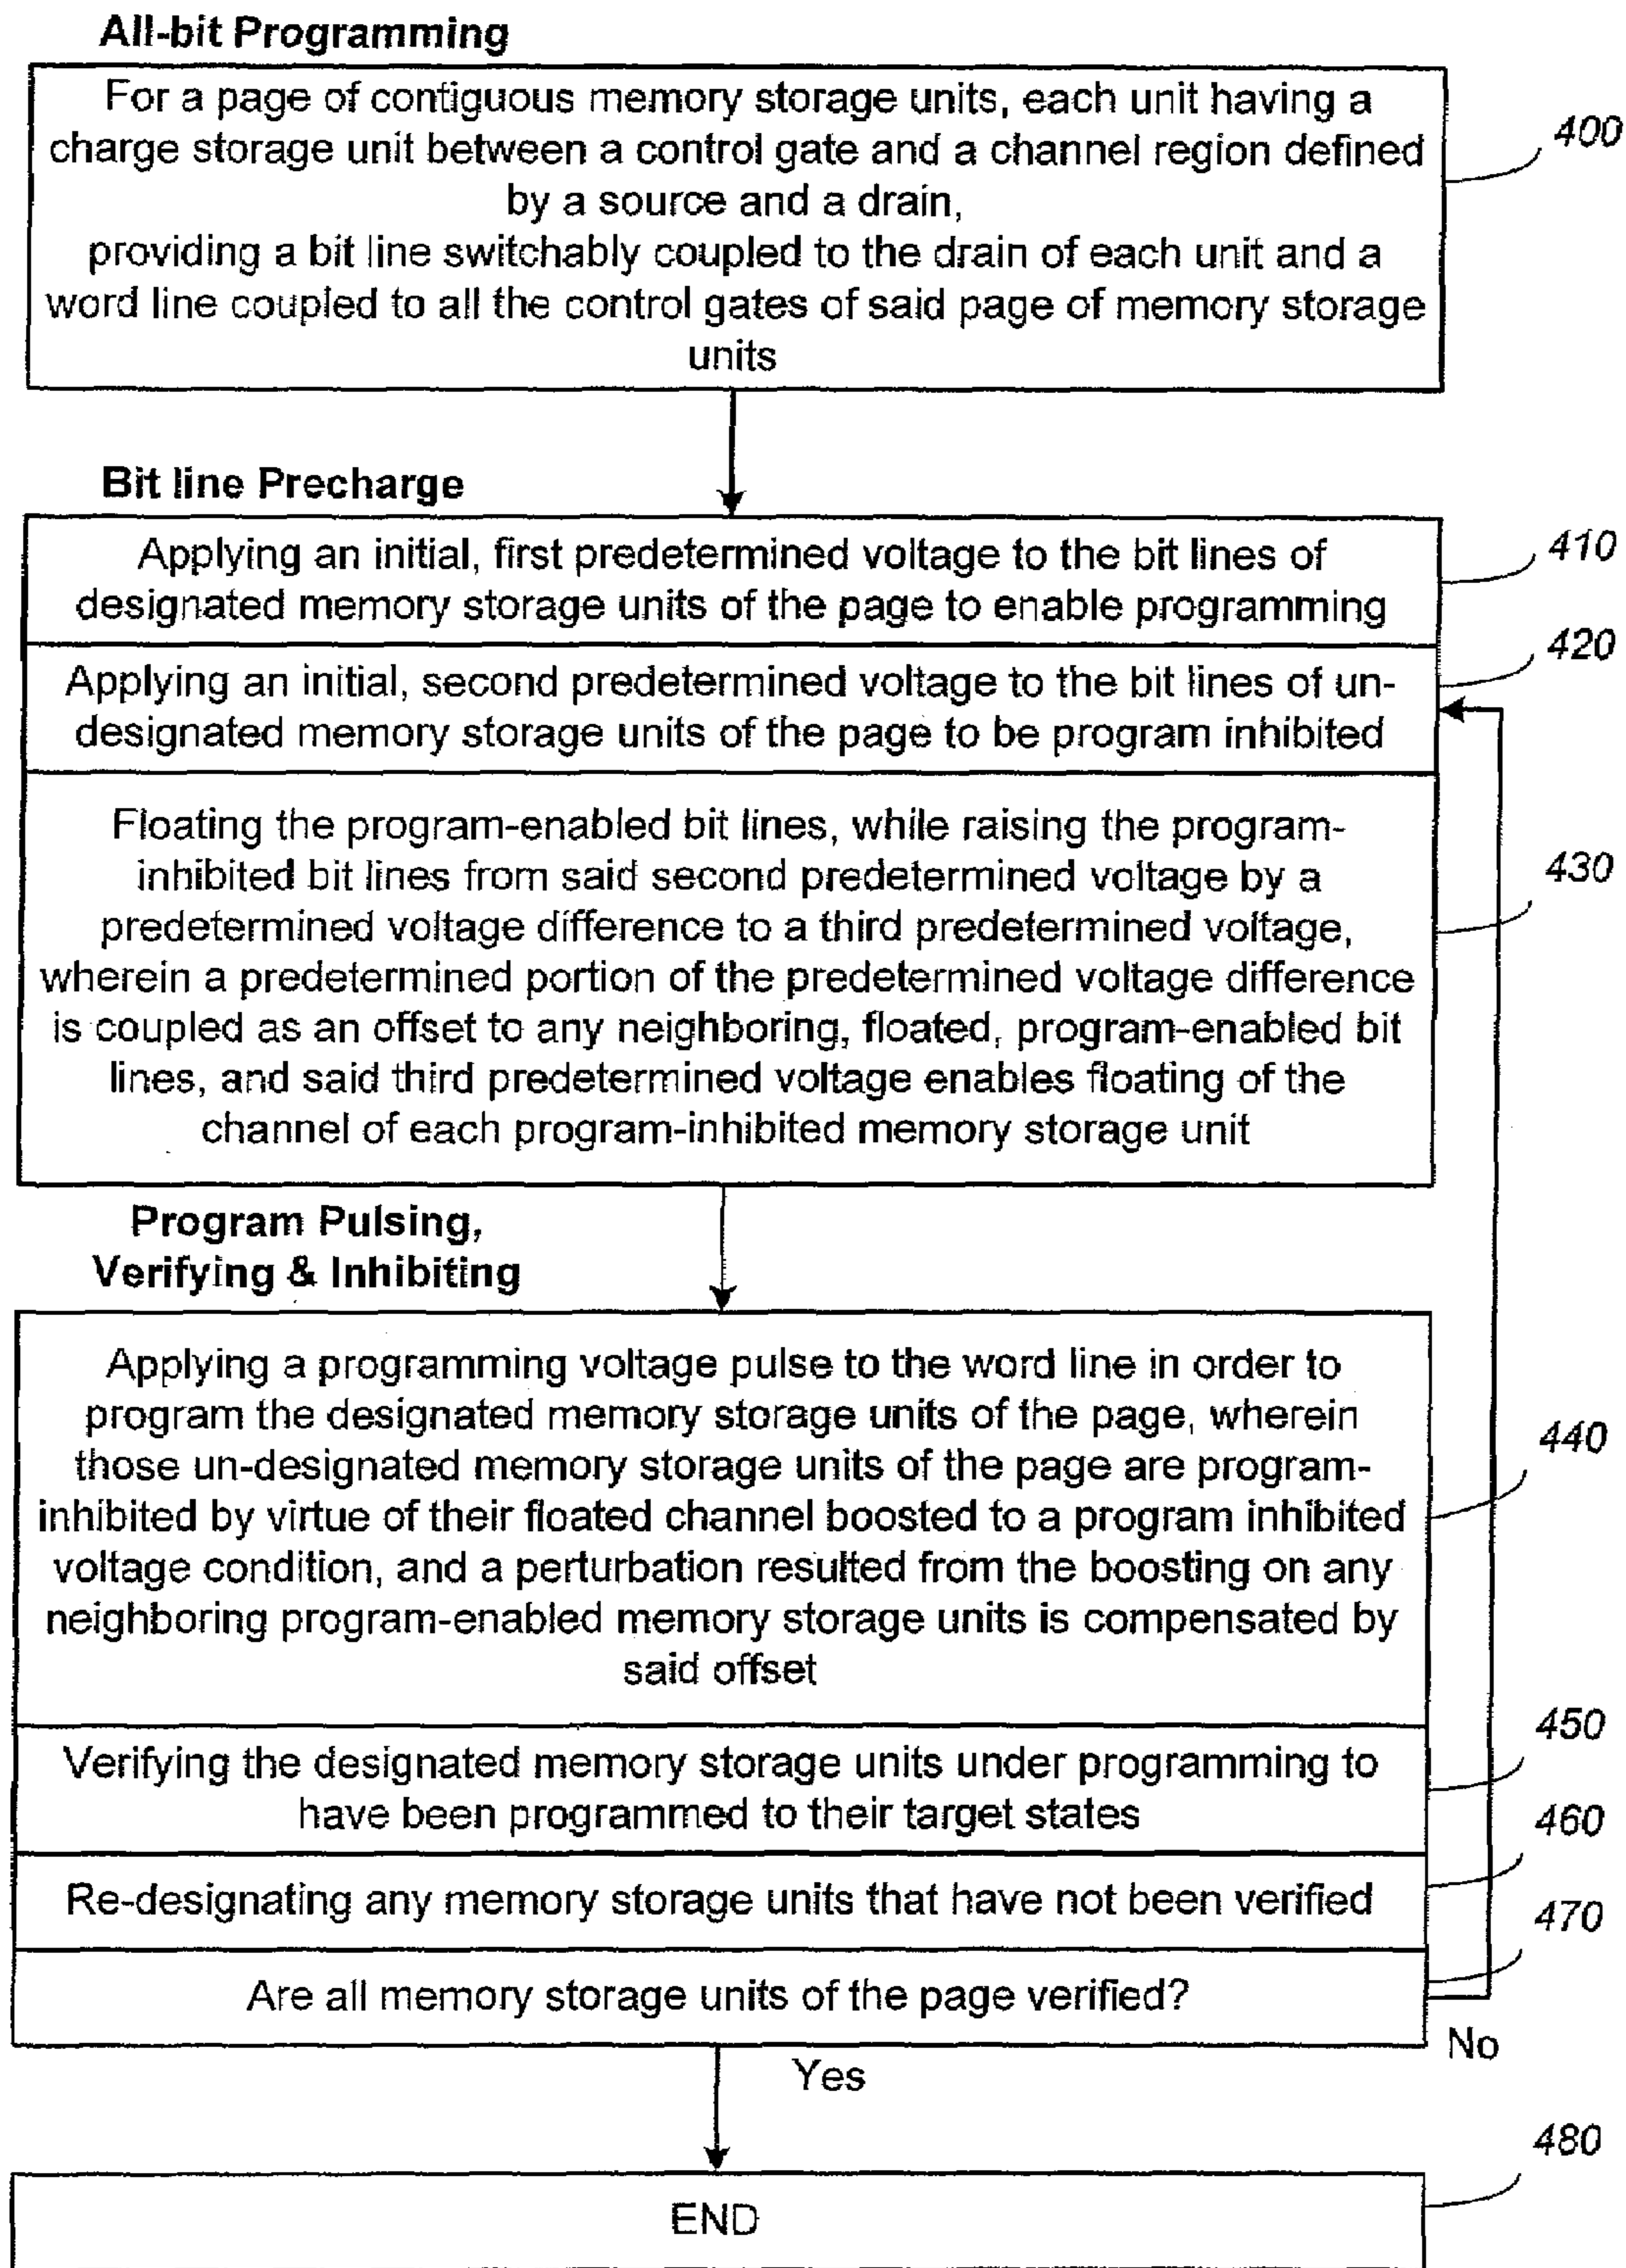 All-bit Programming
For a page of contiguous memory storage units, each unit having a
charge storage unit between a control gate and a channel region defined
by a source and a drain,
providing a bit line switchably coupled to the drain of each unit and a
word line coupled to all the control gates of said page of memory storage
units
400
Bit line Precharge
Applying an initial, first predetermined voltage to the bit lines of
designated memory storage units of the page to enable programming
410
Applying an initial, second predetermined voltage to the bit lines of un-
designated memory storage units of the page to be program inhibited
420
Floating the program-enabled bit lines, while raising the program-
inhibited bit lines from said second predetermined voltage by a
predetermined voltage difference to a third predetermined voltage,
wherein a predetermined portion of the predetermined voltage difference
is coupled as an offset to any neighboring, floated, program-enabled bit
lines, and said third predetermined voltage enables floating of the
channel of each program-inhibited memory storage unit
430
Program Pulsing,
Verifying & Inhibiting
Applying a programming voltage pulse to the word line in order to
program the designated memory storage units of the page, wherein
those un-designated memory storage units of the page are program-
inhibited by virtue of their floated channel boosted to a program inhibited
voltage condition, and a perturbation resulted from the boosting on any
neighboring program-enabled memory storage units is compensated by
said offset
440
Verifying the designated memory storage units under programming to
have been programmed to their target states
450
Re-designating any memory storage units that have not been verified
460
Are all memory storage units of the page verified?
470
No
Yes
480
END